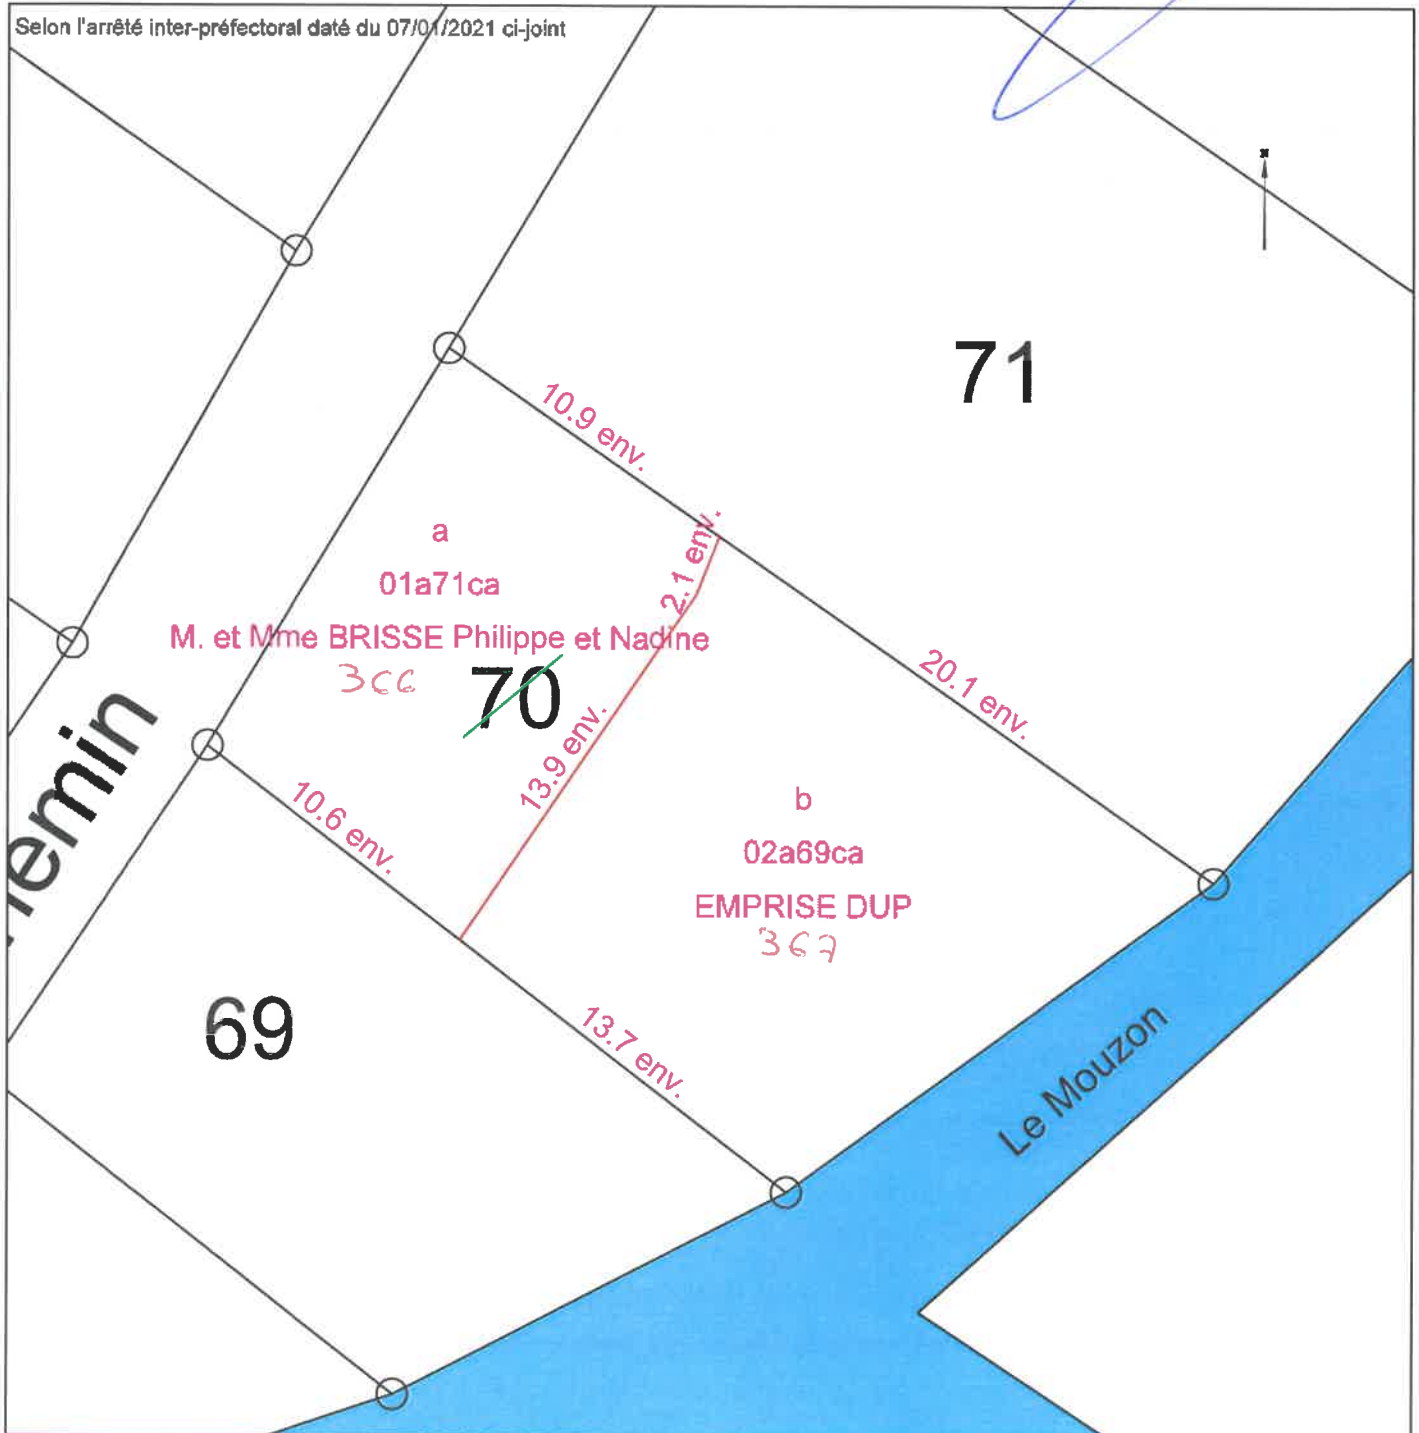 Selon l'arrêté inter-préfectoral daté du 07/01/2021 ci-joint
71
10.9 env.
a
01a71ca
2.1 env.
M. et Mme BRISSE Philippe et Nadine
366
70
20.1 env.
13.9 env.
hemin
10.6 env.
b
02a69ca
EMPRISE DUP
367
69
13.7 env.
Le Mouzon